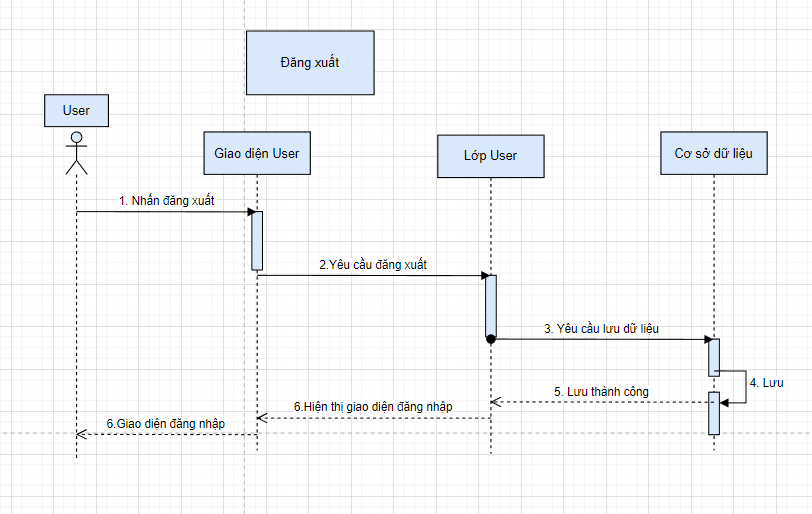 Đăng xuất
User
Giao diện User
Lớp User
Cơ sở dữ liệu
1. Nhấn đăng xuất
2.Yêu cầu đăng xuất
3. Yêu cầu lưu dữ liệu
4. Lưu
5. Lưu thành công
6.Hiện thị giao diện đăng nhập
6.Giao diện đăng nhập